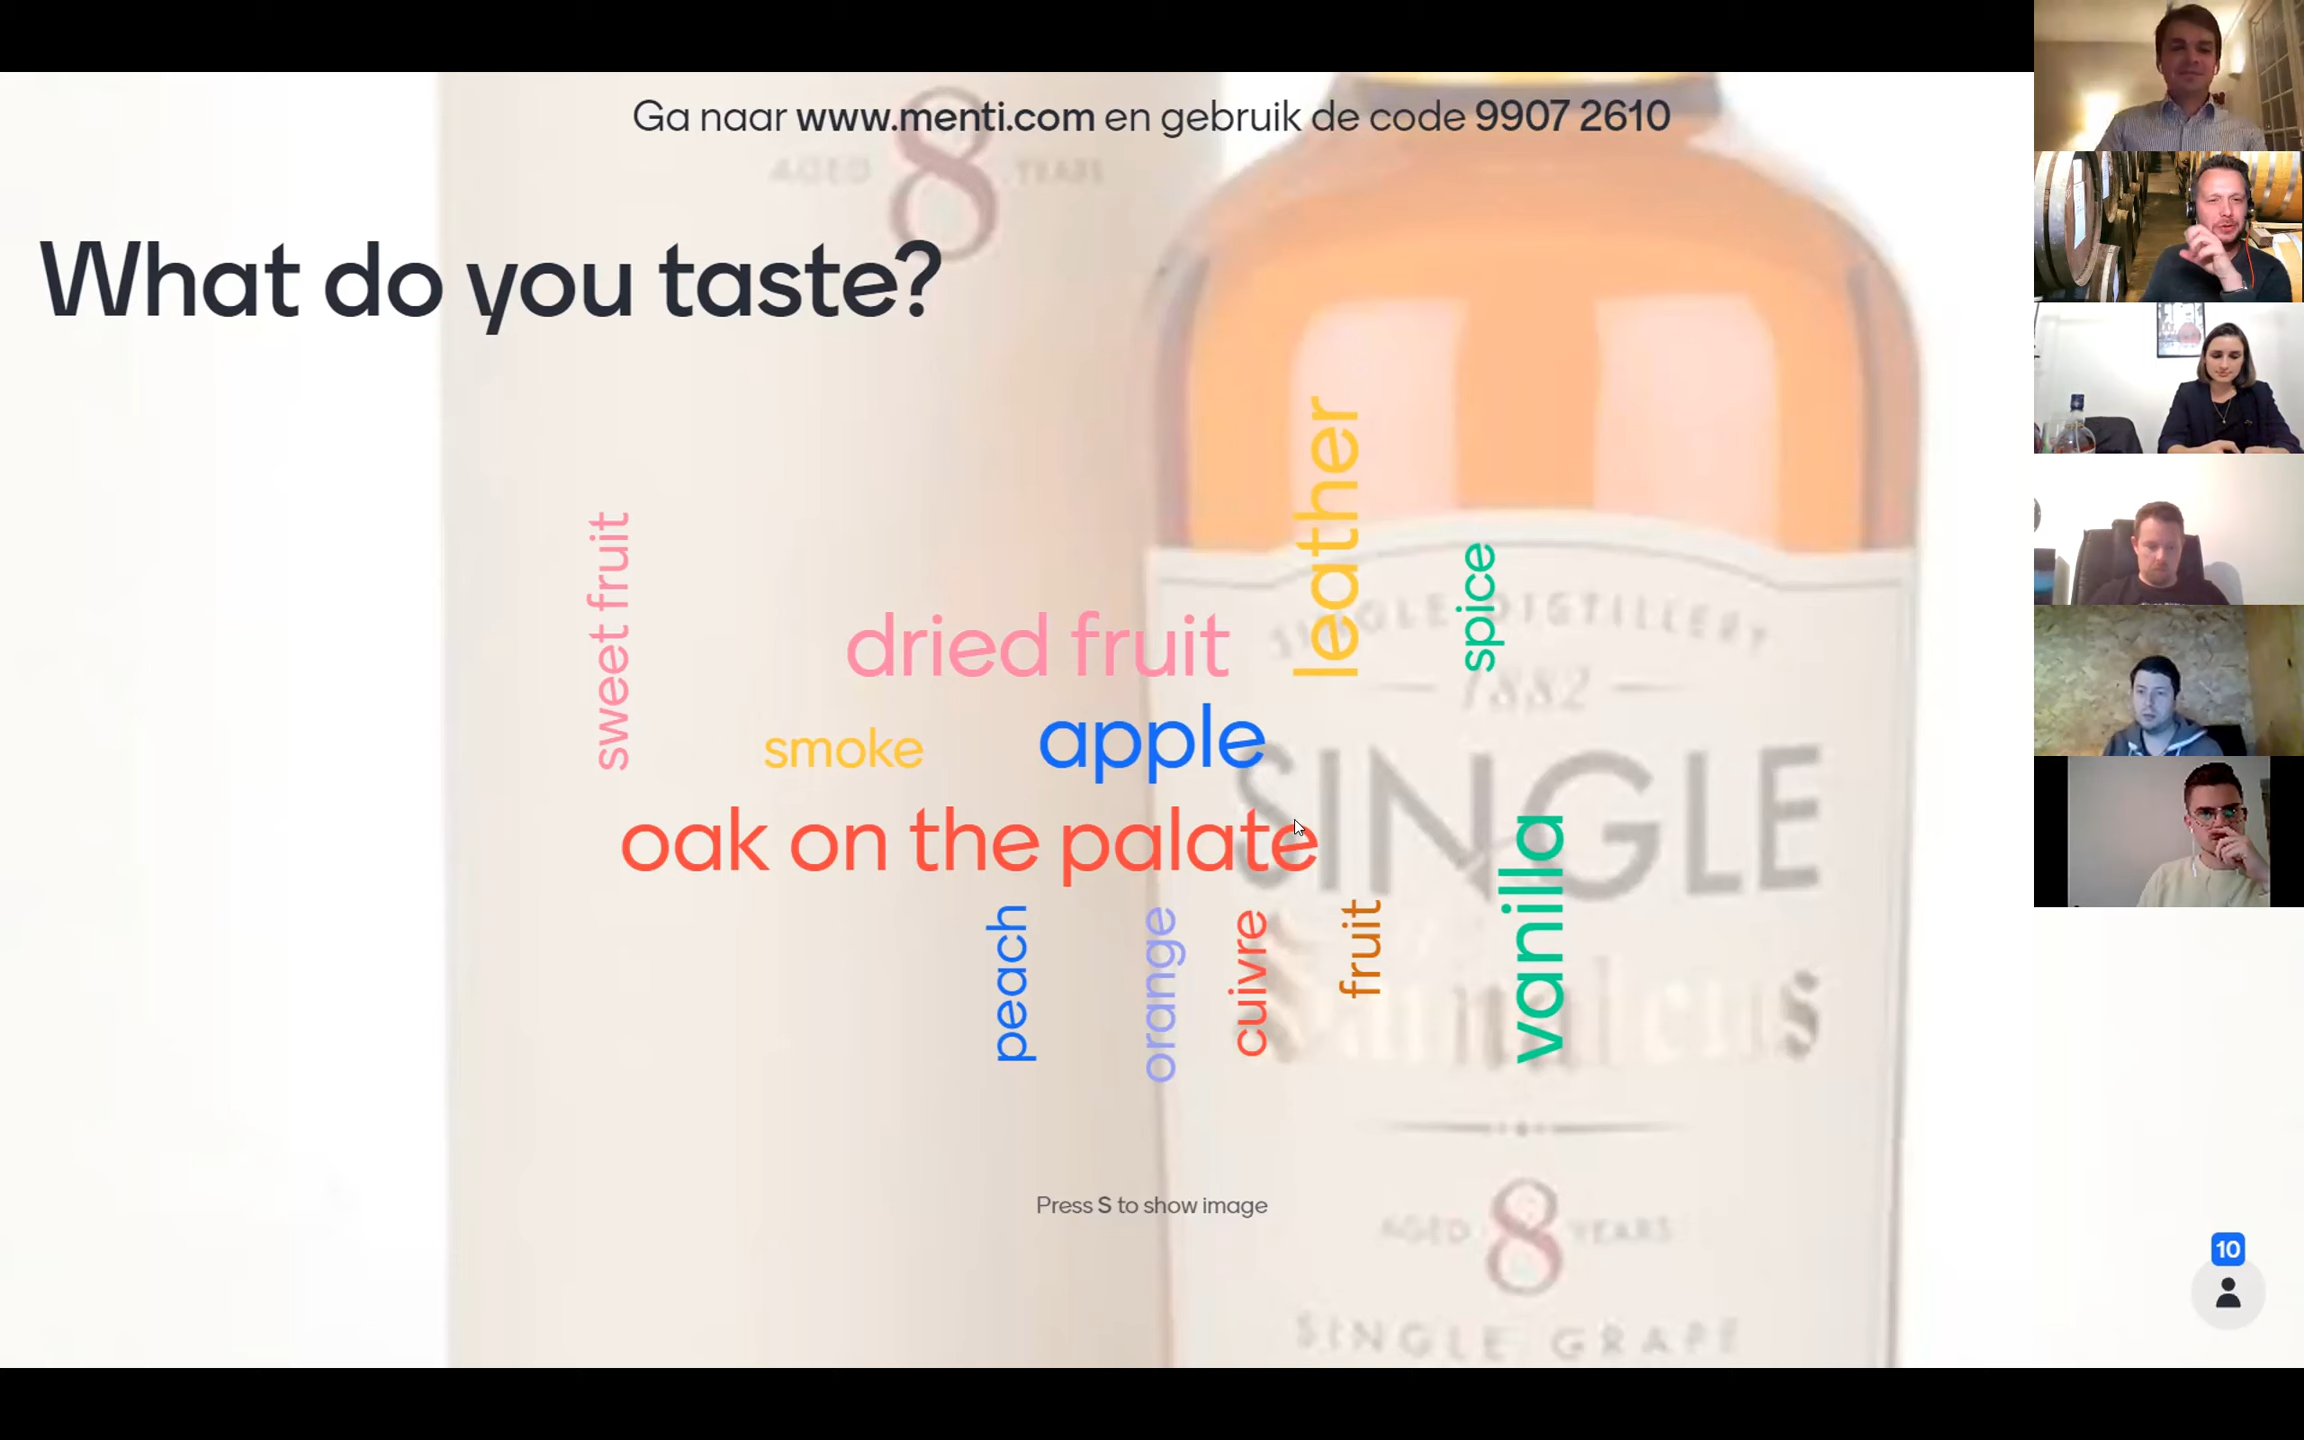 Ga naar www.menti.com en gebruik de code 9907 2610
AGED 8 YEARS
What do you taste?
leather
sweet fruit
spice
dried fruit
SINGLE DISTILLERY
1882
smoke
apple
SINGLE
oak on the palate
vanilla
peach
orange
cuivre
fruit
Press S to show image
AGED 8 YEARS
SINGLE GRAPE
10